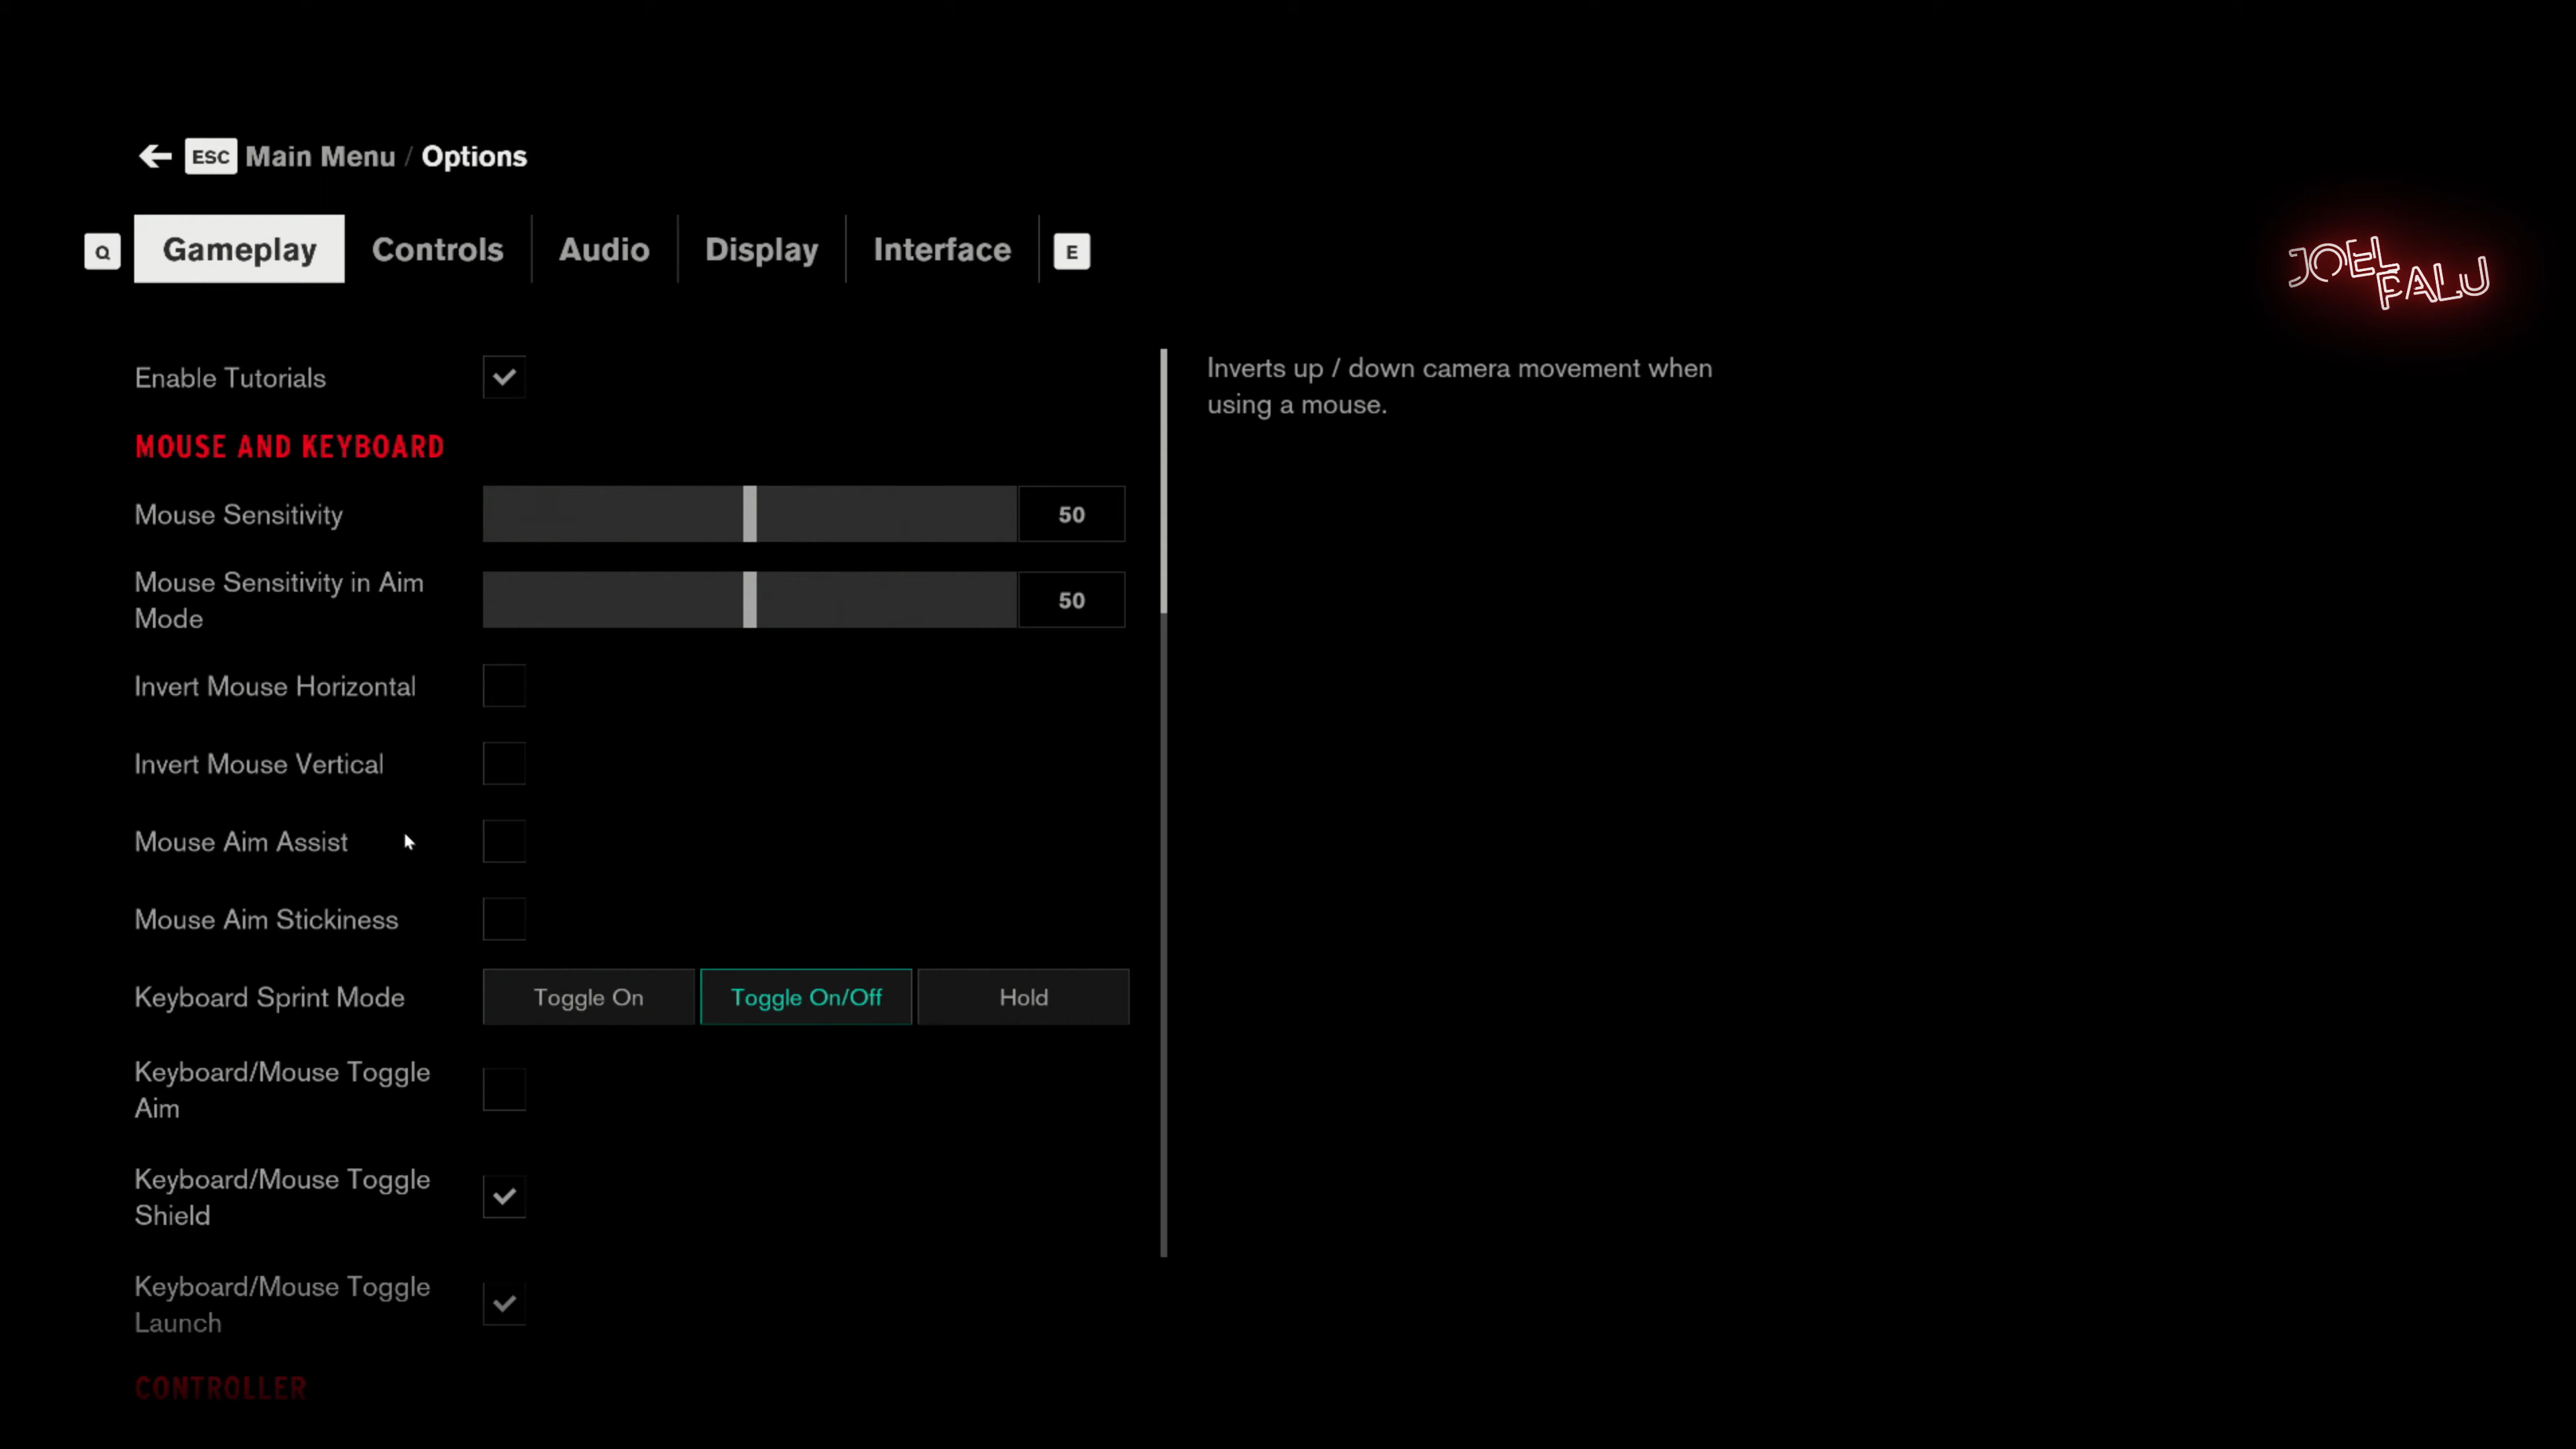 ESC Main Menu / Options
Q Gameplay Controls Audio Display Interface E
JOEL
FALU
Enable Tutorials
Inverts up / down camera movement when
using a mouse.
MOUSE AND KEYBOARD
Mouse Sensitivity 50
Mouse Sensitivity in Aim
Mode 50
Invert Mouse Horizontal
Invert Mouse Vertical
Mouse Aim Assist
Mouse Aim Stickiness
Keyboard Sprint Mode Toggle On Toggle On/Off Hold
Keyboard/Mouse Toggle
Aim
Keyboard/Mouse Toggle
Shield
Keyboard/Mouse Toggle
Launch
CONTROLLER